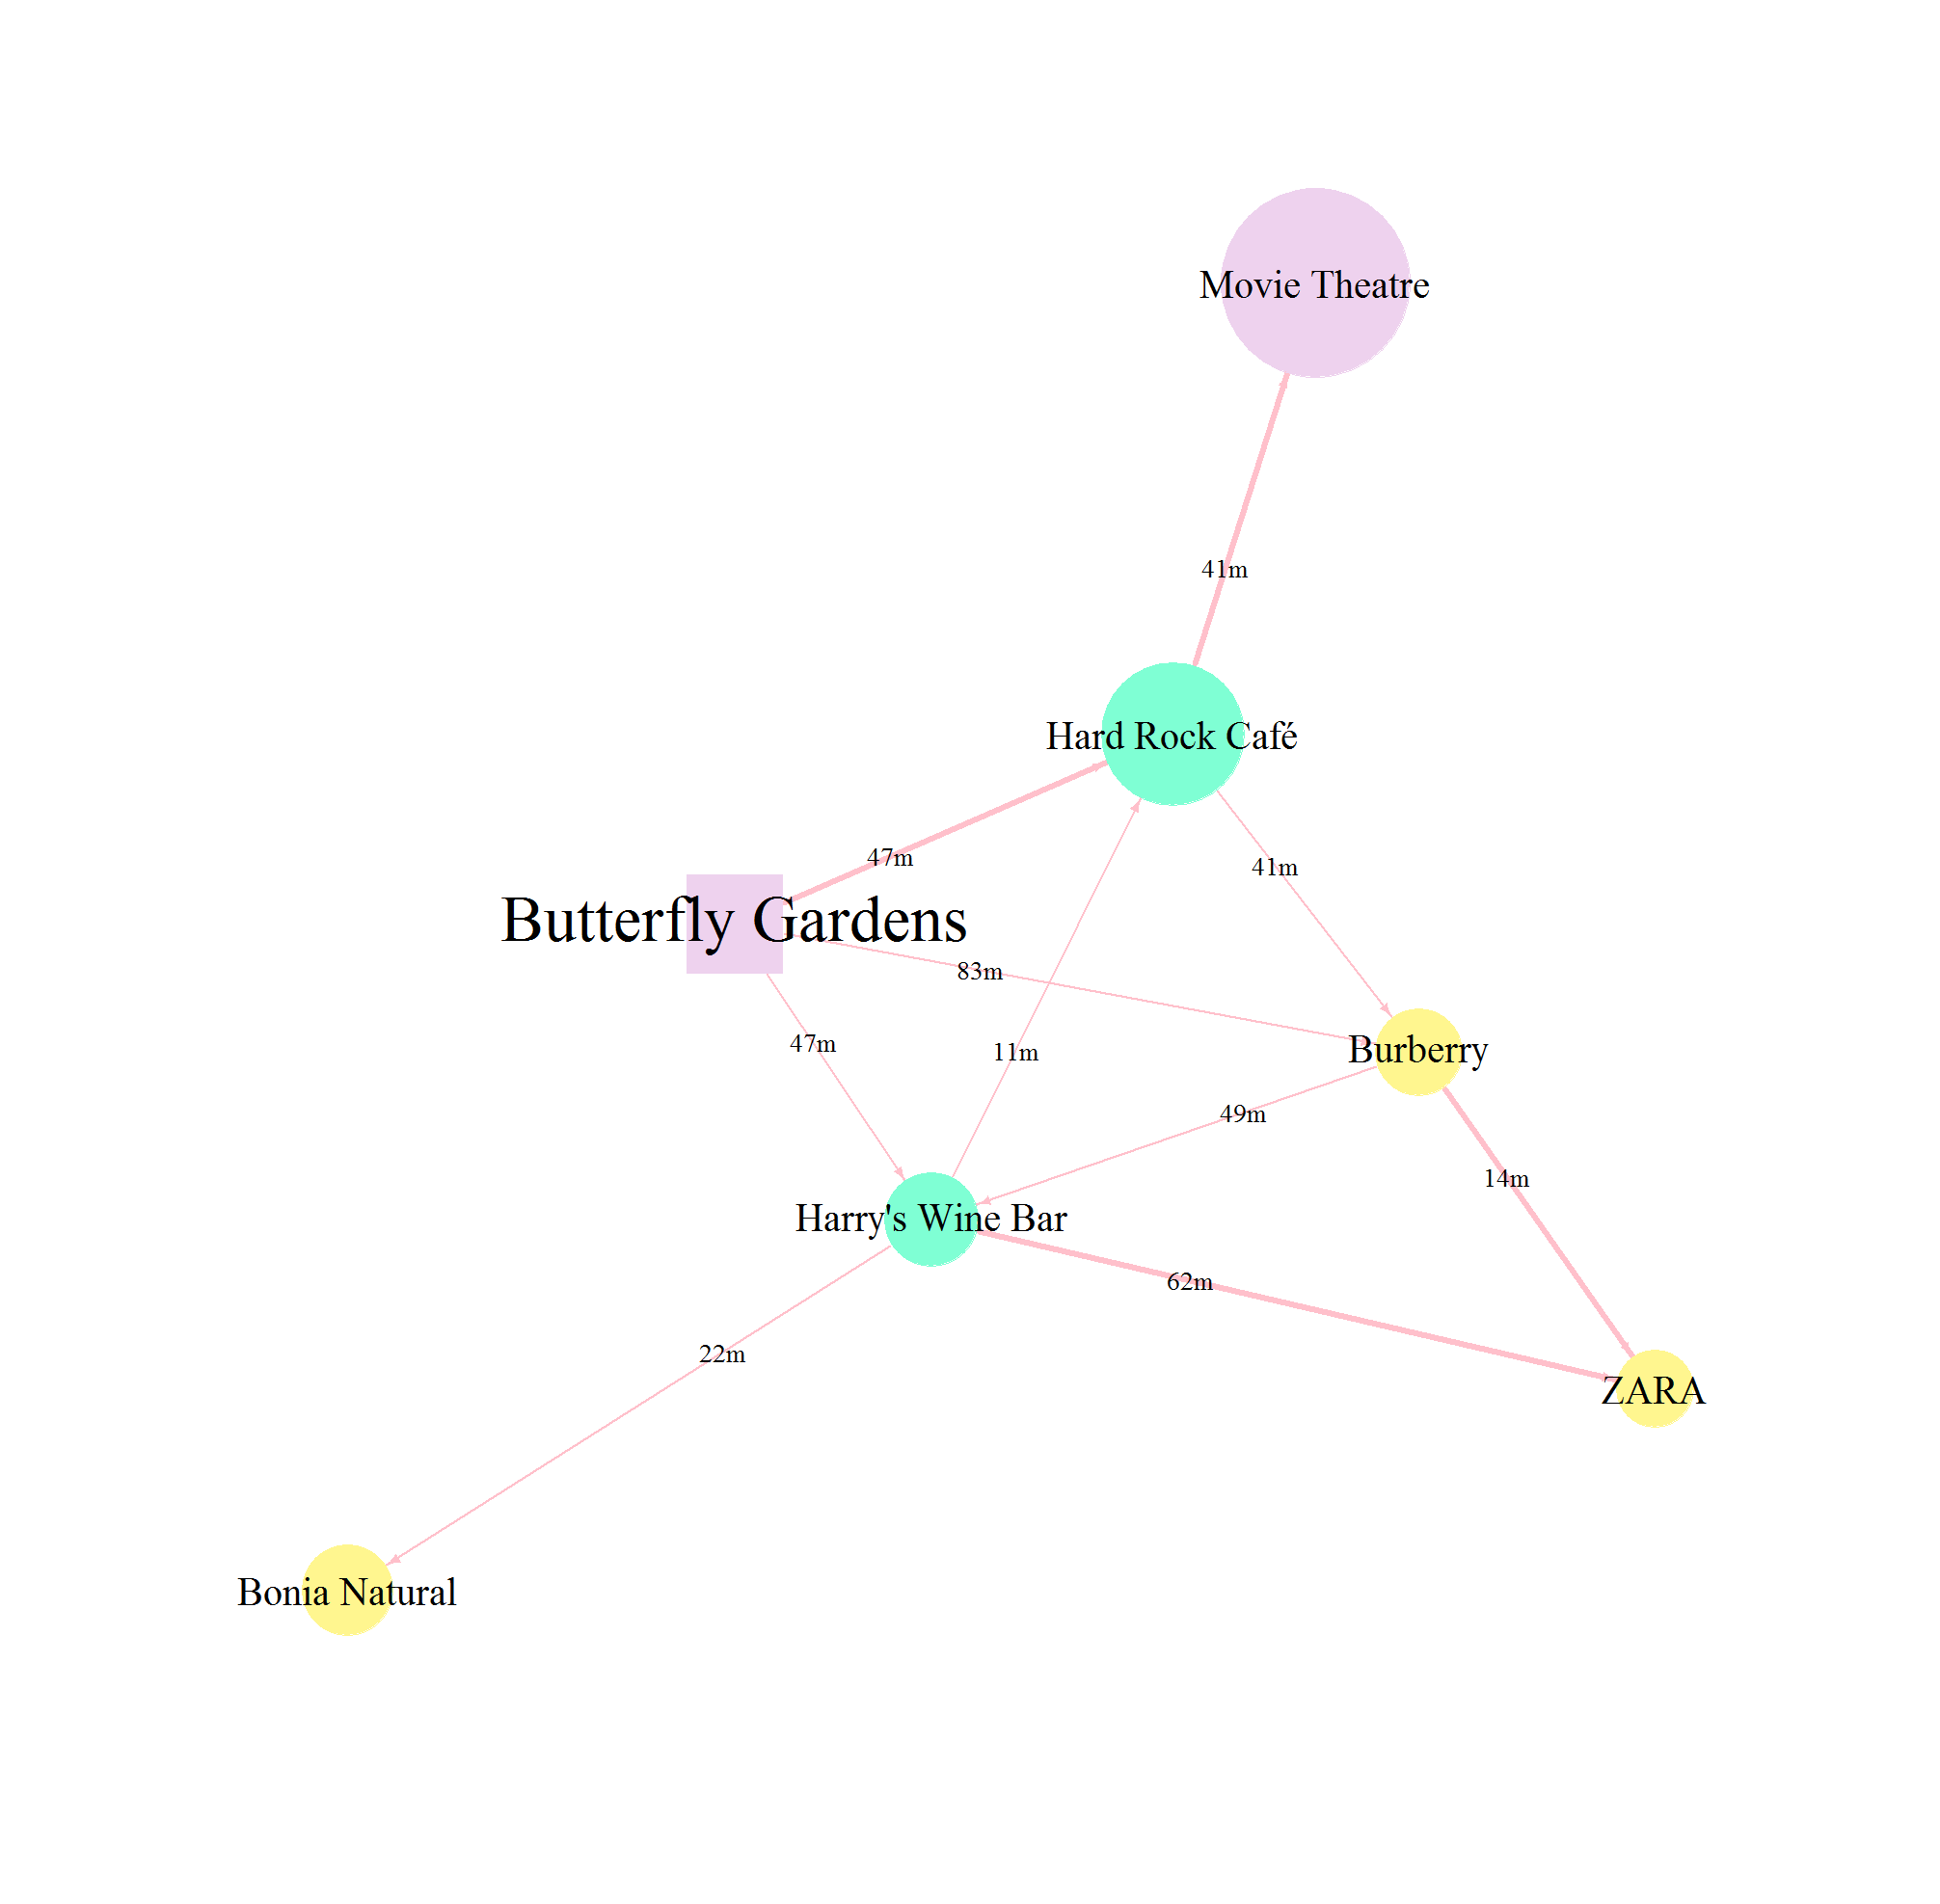 Movie Theatre
41m
Hard Rock Café
47m
41m
Butterfly Gardens
83m
47m
11m
Burberry
49m
14m
Harry's Wine Bar
62m
22m
ZARA
Bonia Natural